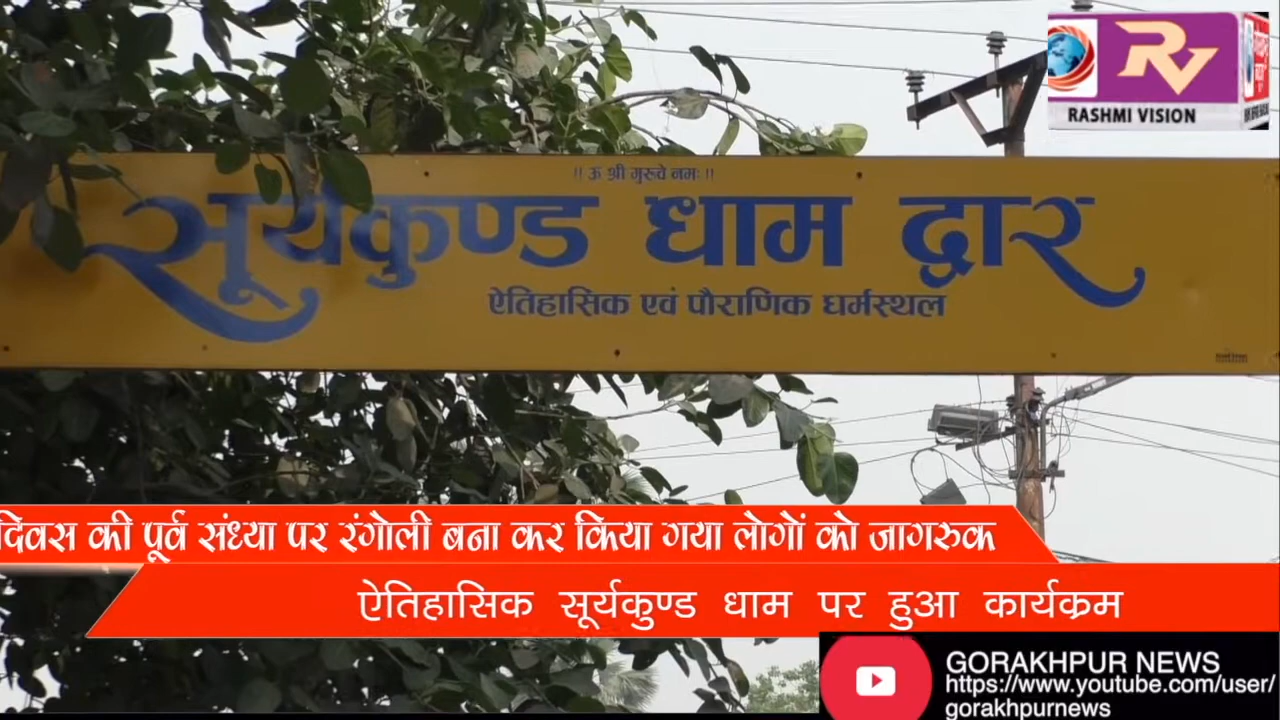 RV
RASHMI VISION
॥ ऊ श्री गुरुवे नमः ॥
सूर्यकुण्ड धाम द्वार
ऐतिहासिक एवं पौराणिक धर्मस्थल
दिवस की पूर्व संध्या पर रंगोली बना कर किया गया लोगों को जागरुक
ऐतिहासिक सूर्यकुण्ड धाम पर हुआ कार्यक्रम
GORAKHPUR NEWS
https://www.youtube.com/user/
gorakhpurnews